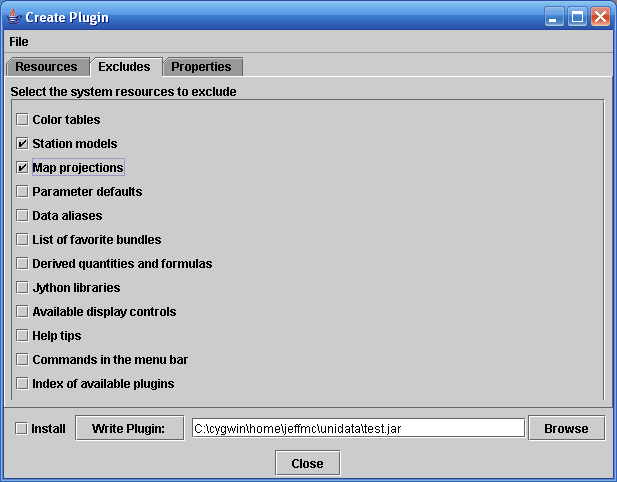 Create Plugin
File
Resources Excludes Properties
Select the system resources to exclude
Color tables
Station models
Map projections
Parameter defaults
Data aliases
List of favorite bundles
Derived quantities and formulas
Jython libraries
Available display controls
Help tips
Commands in the menu bar
Index of available plugins
Install Write Plugin: C:\cygwin\home\jeffmc\unidata\test.jar Browse
Close